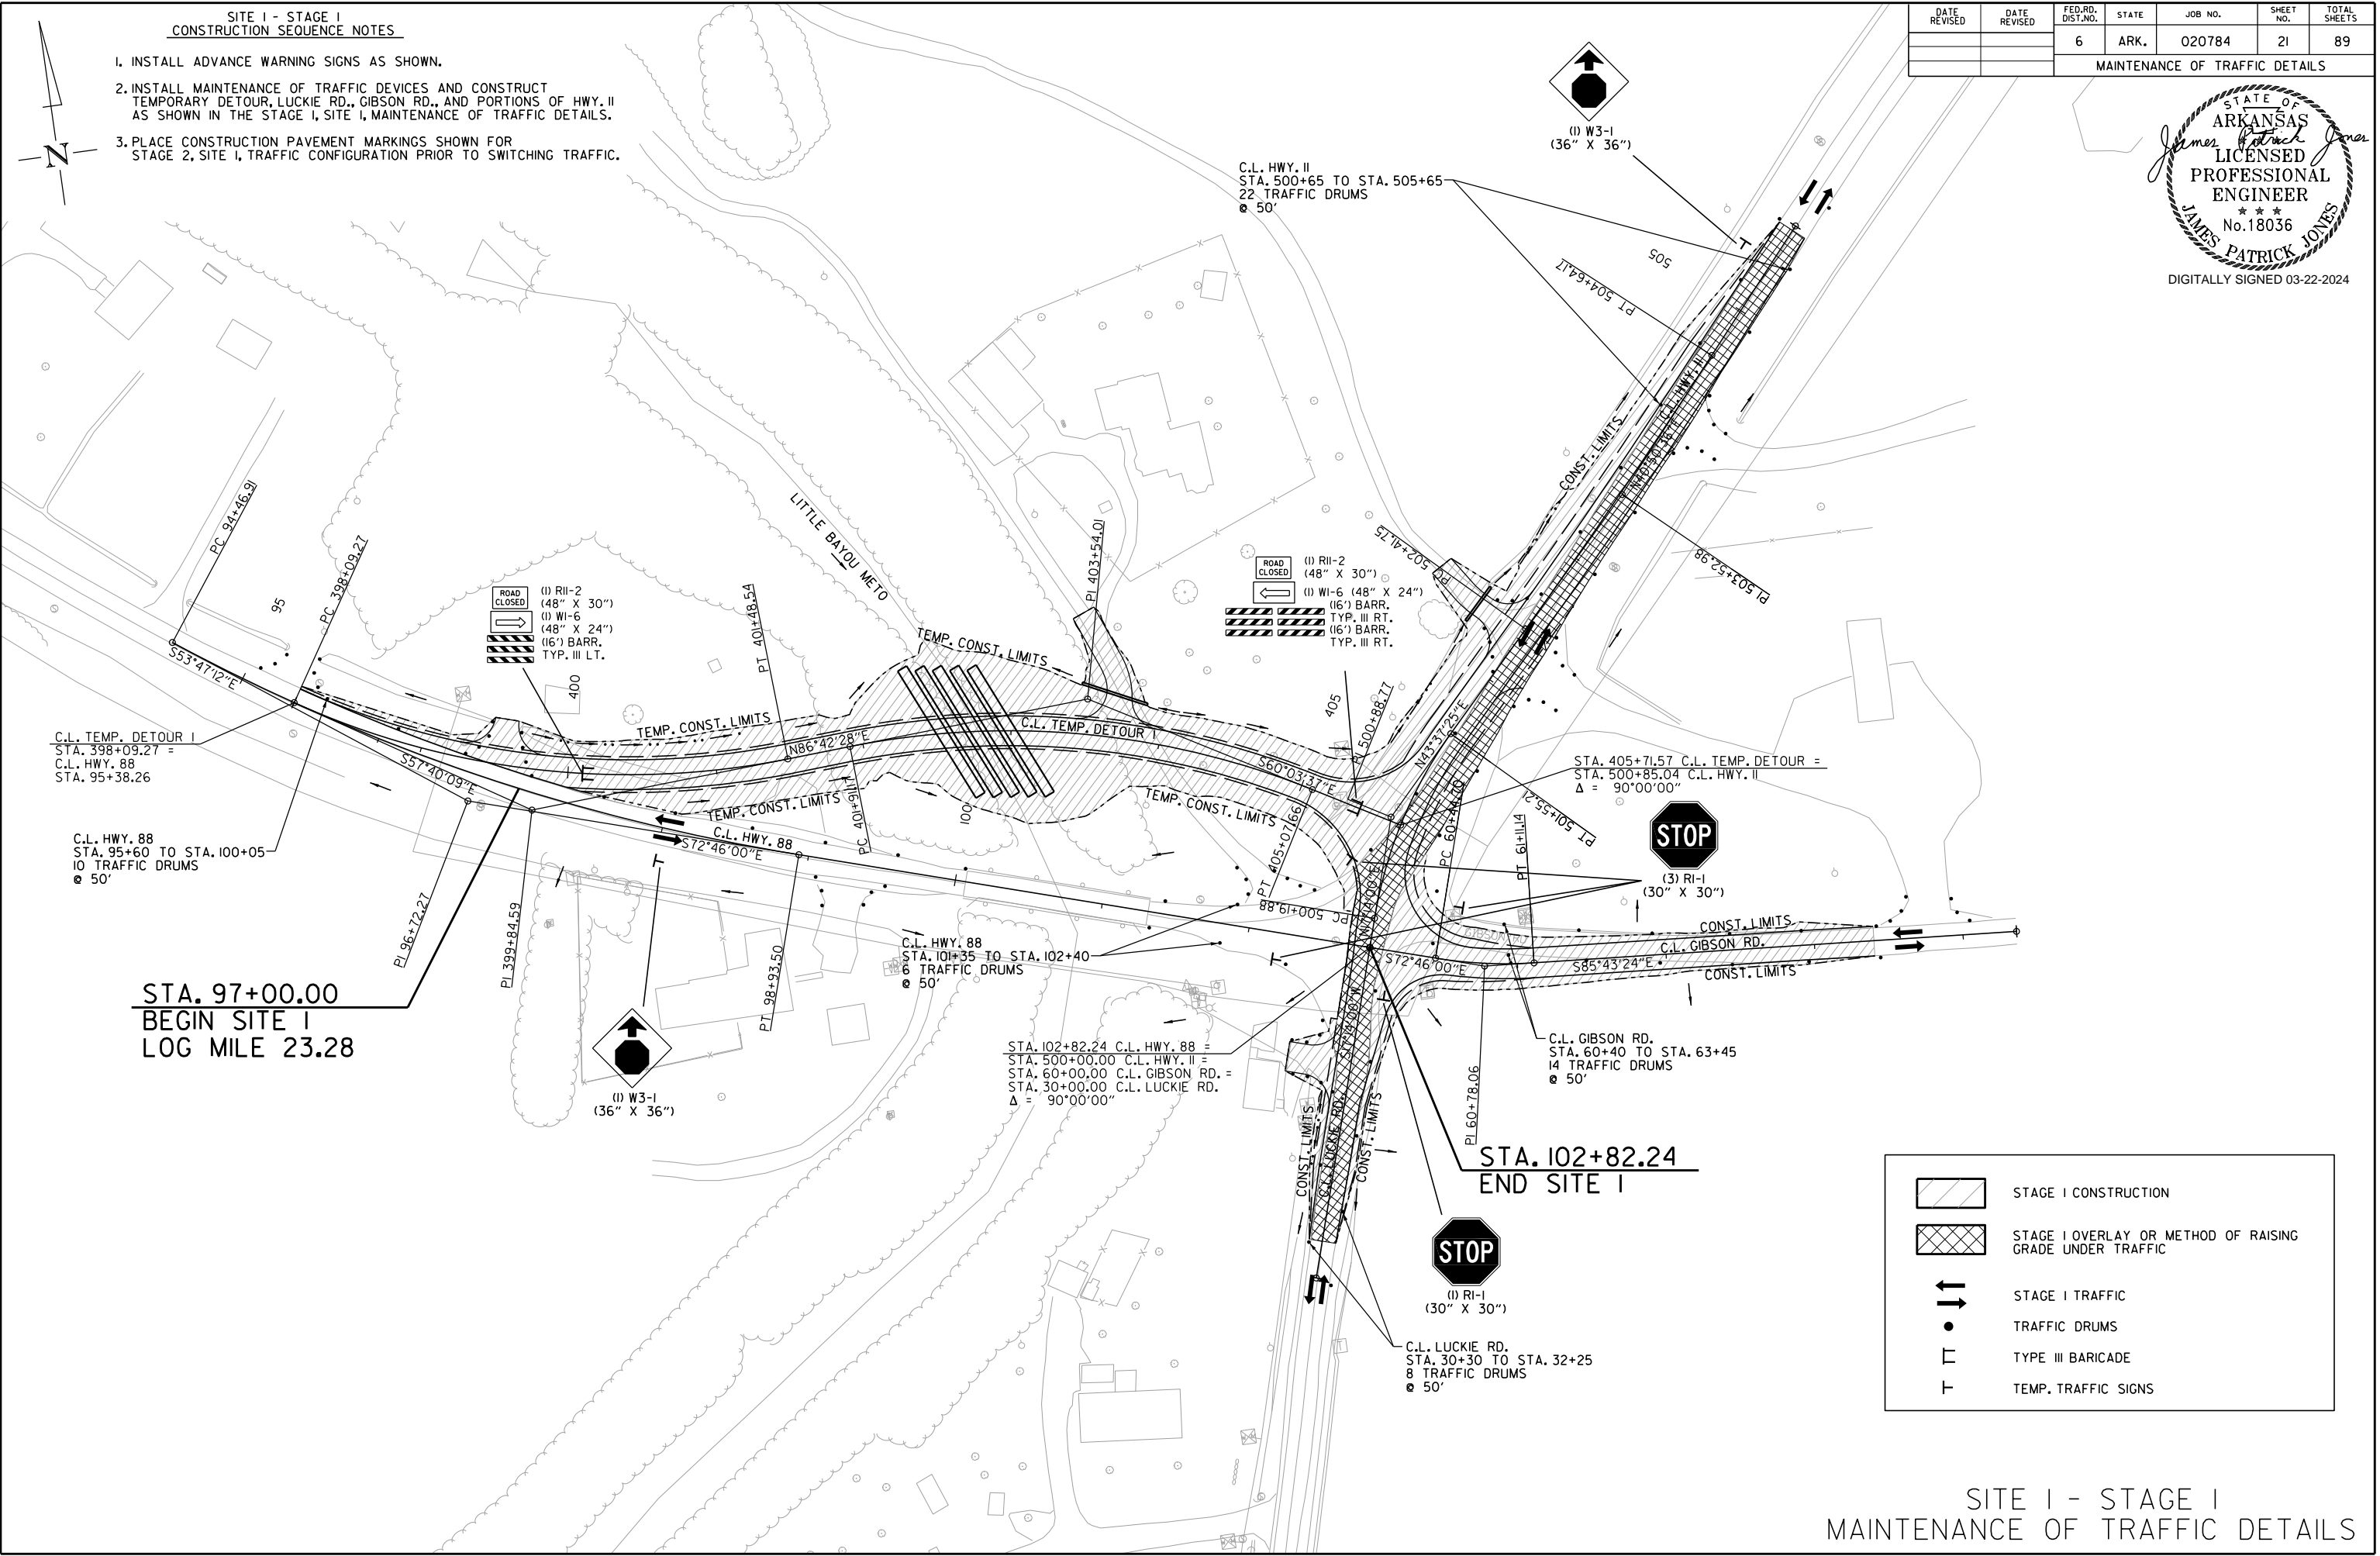 SITE 1 - STAGE 1
CONSTRUCTION SEQUENCE NOTES
1. INSTALL ADVANCE WARNING SIGNS AS SHOWN.
2. INSTALL MAINTENANCE OF TRAFFIC DEVICES AND CONSTRUCT
TEMPORARY DETOUR, LUCKIE RD., GIBSON RD., AND PORTIONS OF HWY. 11
AS SHOWN IN THE STAGE 1, SITE 1, MAINTENANCE OF TRAFFIC DETAILS.
3. PLACE CONSTRUCTION PAVEMENT MARKINGS SHOWN FOR
STAGE 2, SITE 1, TRAFFIC CONFIGURATION PRIOR TO SWITCHING TRAFFIC.
N
DATE REVISED
DATE REVISED
FED.RD. DIST.NO.
STATE
JOB NO.
SHEET NO.
TOTAL SHEETS
6
ARK.
020784
21
89
MAINTENANCE OF TRAFFIC DETAILS
STATE OF
ARKANSAS
James Patrick Jones
LICENSED
PROFESSIONAL
ENGINEER
No.18036
JAMES PATRICK JONES
DIGITALLY SIGNED 03-22-2024
(1) W3-1
(36" X 36")
C.L. HWY. 11
STA. 500+65 TO STA. 505+65
22 TRAFFIC DRUMS
@ 50'
505
PT 504+64.17
C.L. HWY. 11
N40°50'36"E
CONST. LIMITS
PI 503+52.98
PC 502+41.75
PC 94+46.91
95
PC 398+09.27
S53°47'12"E
ROAD CLOSED
(1) R11-2
(48" X 30")
(1) W1-6
(48" X 24")
(16') BARR.
TYP. III LT.
400
PT 401+48.54
LITTLE BAYOU METO
PI 403+54.01
ROAD CLOSED
(1) R11-2
(48" X 30")
(1) W1-6 (48" X 24")
(16') BARR.
TYP. III RT.
(16') BARR.
TYP. III RT.
405
PI 500+88.77
TEMP. CONST. LIMITS
TEMP. CONST. LIMITS
C.L. TEMP. DETOUR 1
N86°42'28"E
S60°03'37"E
N43°37'25"E
C.L. TEMP. DETOUR 1
STA. 398+09.27 =
C.L. HWY. 88
STA. 95+38.26
S57°40'09"E
TEMP. CONST. LIMITS
TEMP. CONST. LIMITS
100
PC 401+91.11
PT 405+07.66
STA. 405+71.57 C.L. TEMP. DETOUR =
STA. 500+85.04 C.L. HWY. 11
Δ = 90°00'00"
PT 501+55.21
PC 60+44.70
PT 61+11.14
STOP
(3) R1-1
(30" X 30")
C.L. HWY. 88
STA. 95+60 TO STA. 100+05
10 TRAFFIC DRUMS
@ 50'
C.L. HWY. 88
S72°46'00"E
PI 96+72.27
PI 399+84.59
PT 98+93.50
PC 500+19.88
N17°14'00"E
C.L. HWY. 88
STA. 101+35 TO STA. 102+40
6 TRAFFIC DRUMS
@ 50'
GIBSON RD
CONST. LIMITS
C.L. GIBSON RD.
S72°46'00"E
S85°43'24"E
CONST. LIMITS
STA. 97+00.00
BEGIN SITE 1
LOG MILE 23.28
(1) W3-1
(36" X 36")
STA. 102+82.24 C.L. HWY. 88 =
STA. 500+00.00 C.L. HWY. 11 =
STA. 60+00.00 C.L. GIBSON RD. =
STA. 30+00.00 C.L. LUCKIE RD.
Δ = 90°00'00"
S17°14'00"W
C.L. GIBSON RD.
STA. 60+40 TO STA. 63+45
14 TRAFFIC DRUMS
@ 50'
PI 60+78.06
CONST. LIMITS
C.L. LUCKIE RD.
CONST. LIMITS
STA. 102+82.24
END SITE 1
STOP
(1) R1-1
(30" X 30")
C.L. LUCKIE RD.
STA. 30+30 TO STA. 32+25
8 TRAFFIC DRUMS
@ 50'
STAGE 1 CONSTRUCTION
STAGE 1 OVERLAY OR METHOD OF RAISING
GRADE UNDER TRAFFIC
STAGE 1 TRAFFIC
TRAFFIC DRUMS
TYPE III BARICADE
TEMP. TRAFFIC SIGNS
SITE 1 - STAGE 1
MAINTENANCE OF TRAFFIC DETAILS